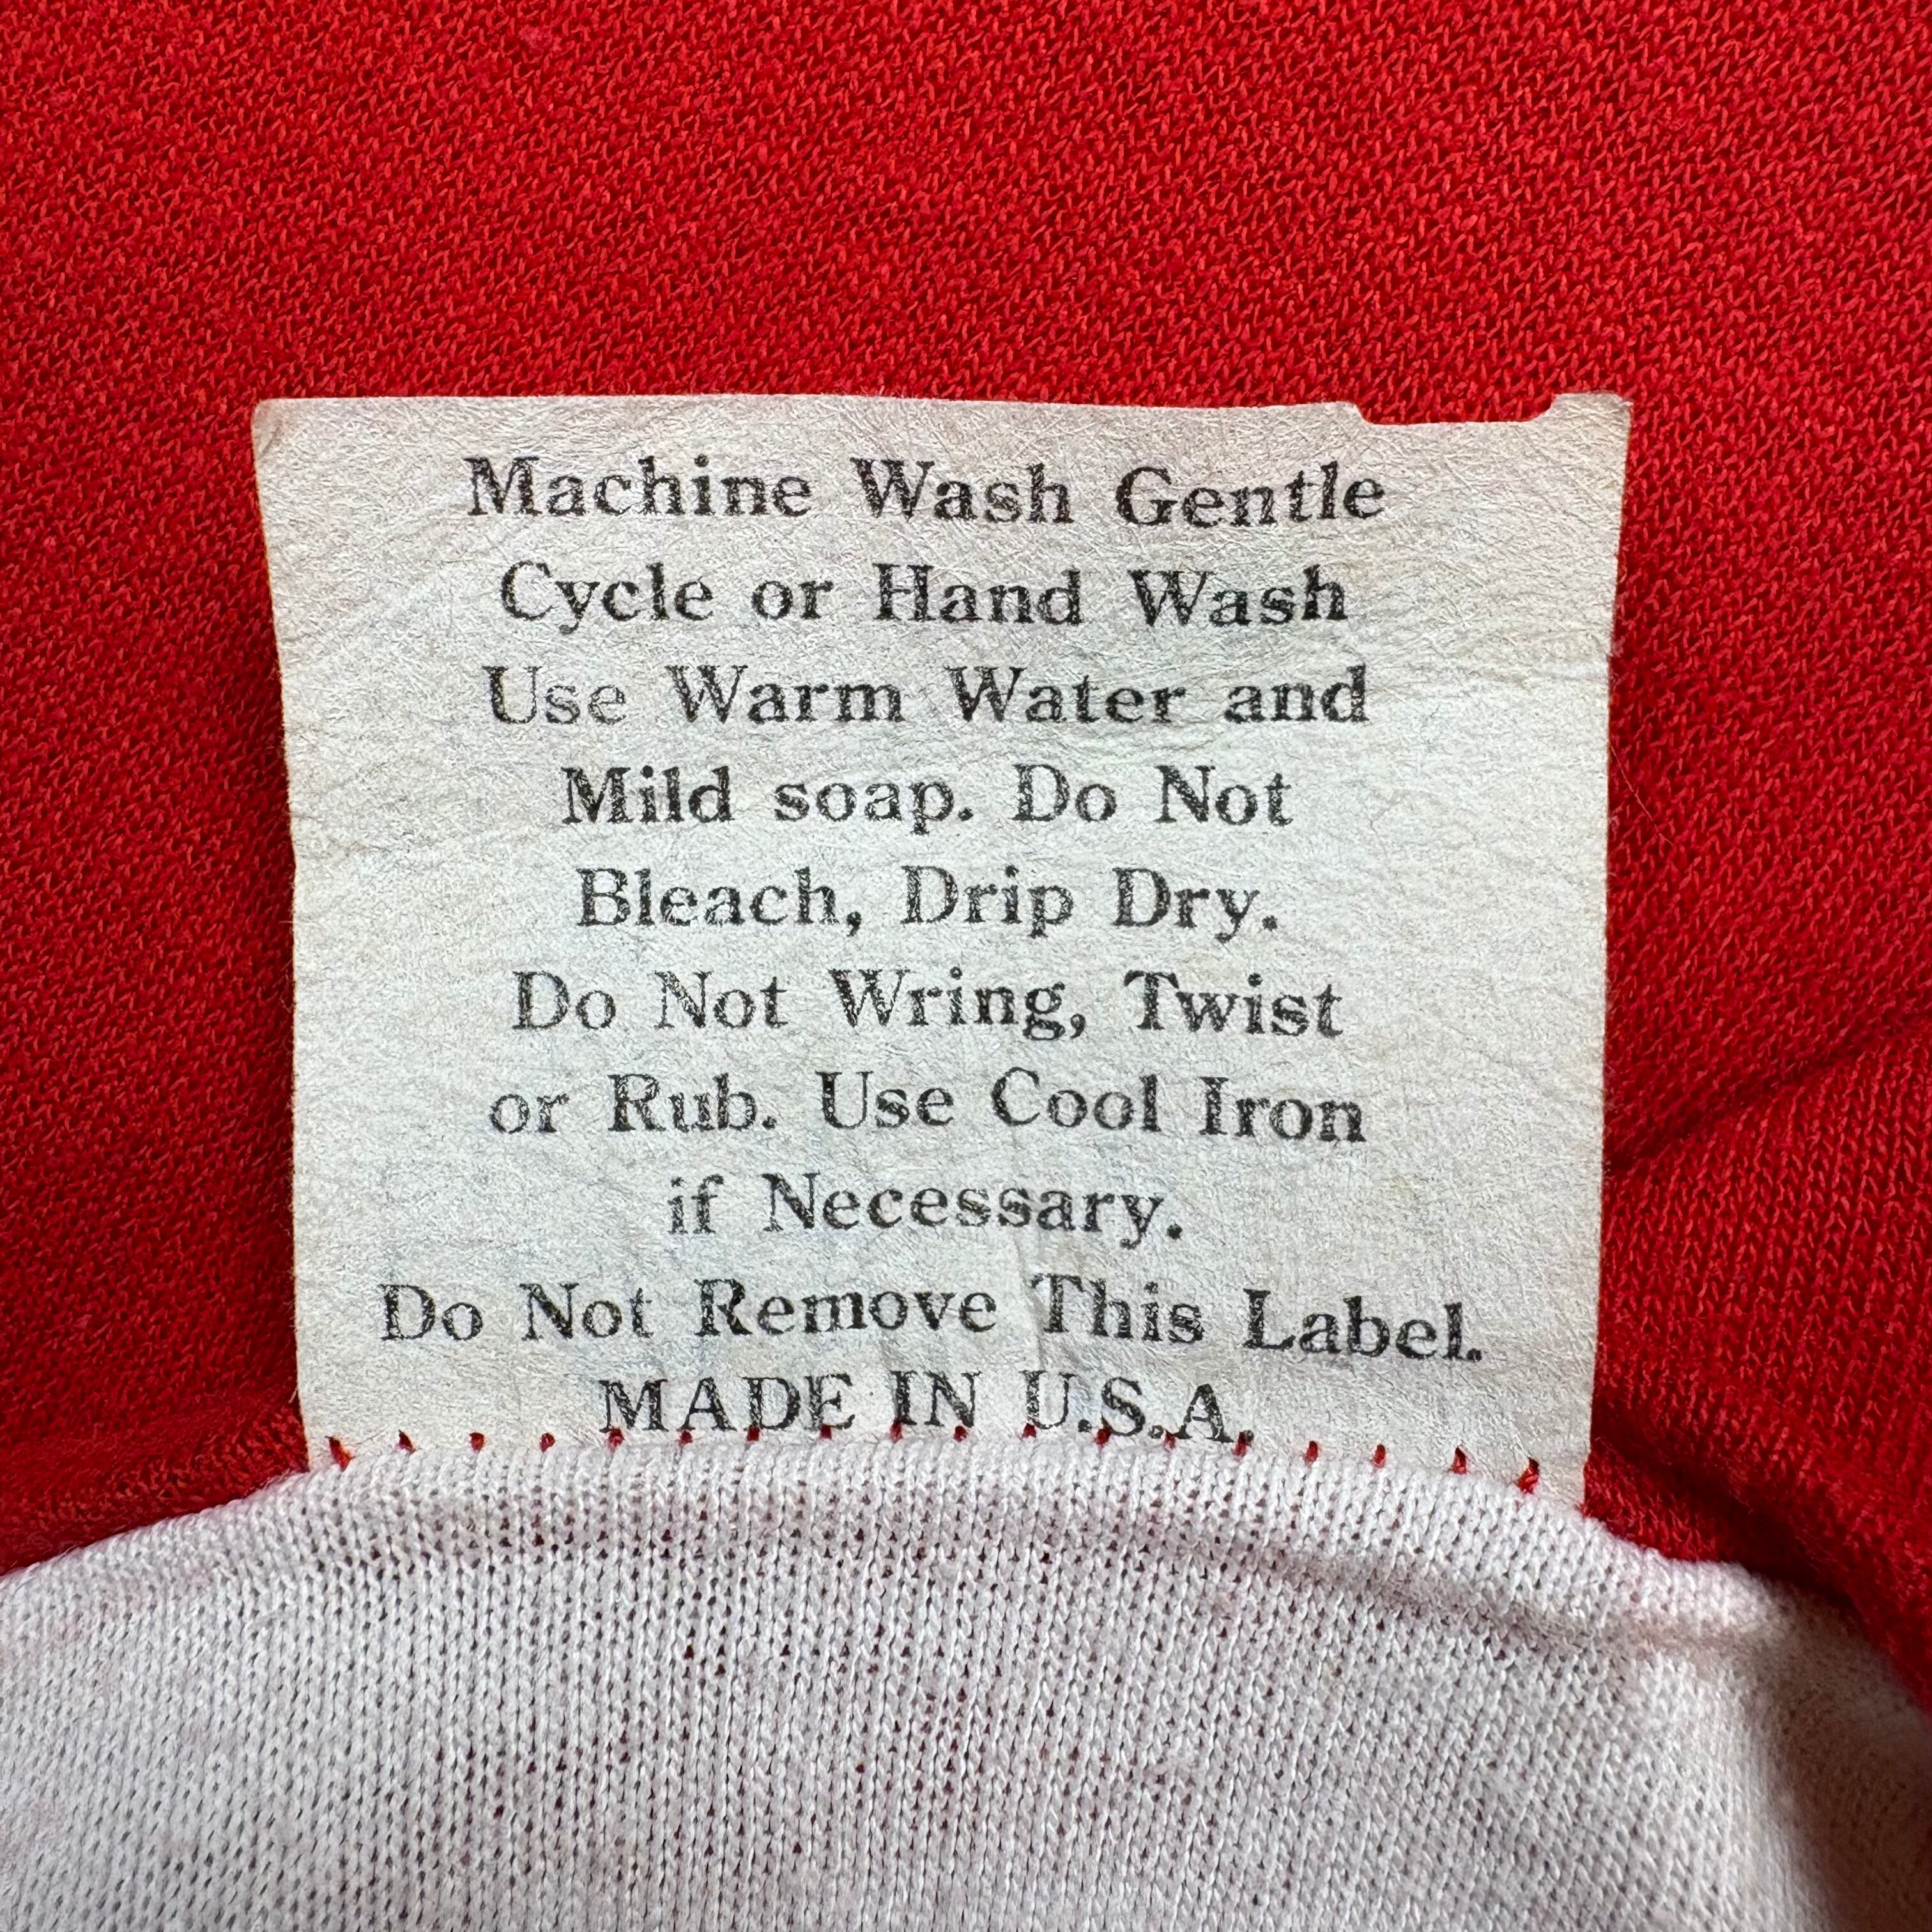 Machine Wash Gentle
Cycle or Hand Wash
Use Warm Water and
Mild soap. Do Not
Bleach, Drip Dry.
Do Not Wring, Twist
or Rub. Use Cool Iron
if Necessary.
Do Not Remove This Label.
MADE IN U.S.A.